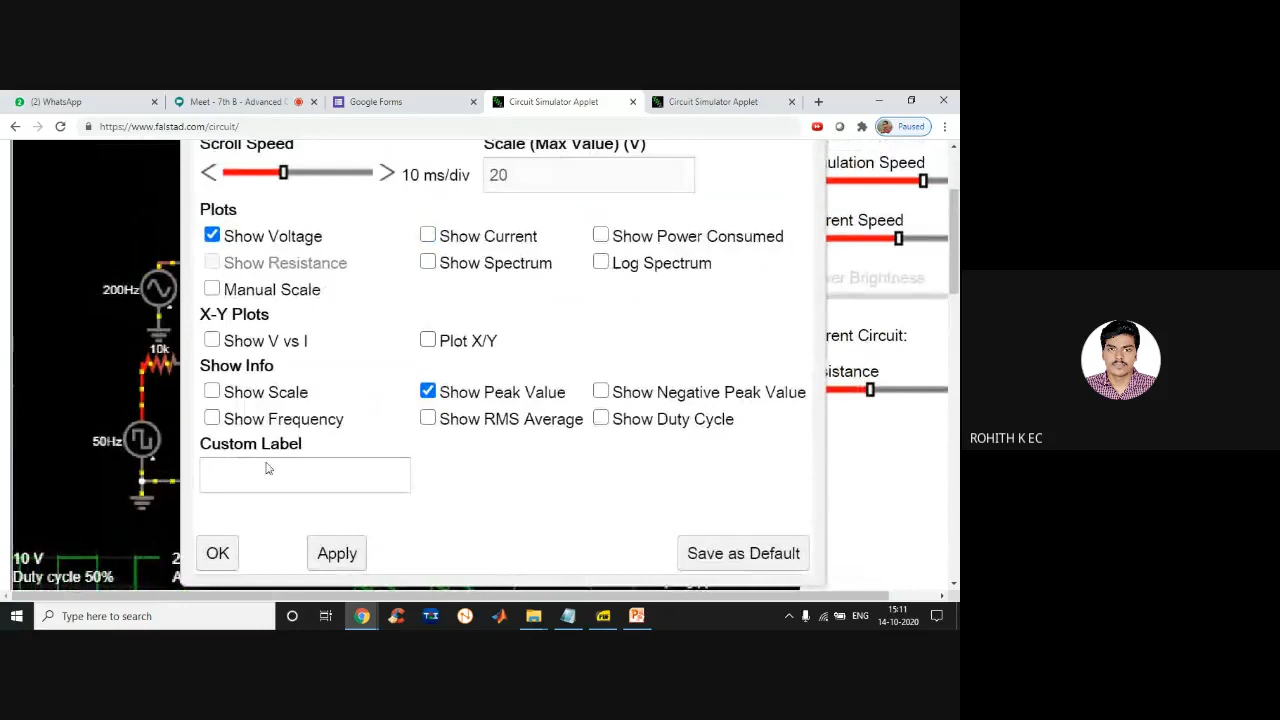 (2) WhatsApp
Meet - 7th B - Advanced
Google Forms
Circuit Simulator Applet
Circuit Simulator Applet
https://www.falstad.com/circuit/
Paused
Scroll Speed
Scale (Max Value) (V)
ulation Speed
10 ms/div
20
Plots
rent Speed
Show Voltage
Show Current
Show Power Consumed
Show Resistance
Show Spectrum
Log Spectrum
er Brightness
200Hz
Manual Scale
X-Y Plots
Show V vs I
Plot X/Y
rent Circuit:
10k
Show Info
sistance
Show Scale
Show Peak Value
Show Negative Peak Value
Show Frequency
Show RMS Average
Show Duty Cycle
50Hz
Custom Label
ROHITH K EC
OK
Apply
Save as Default
10 V
2
Duty cycle 50%
A
Type here to search
ENG
15:11
14-10-2020